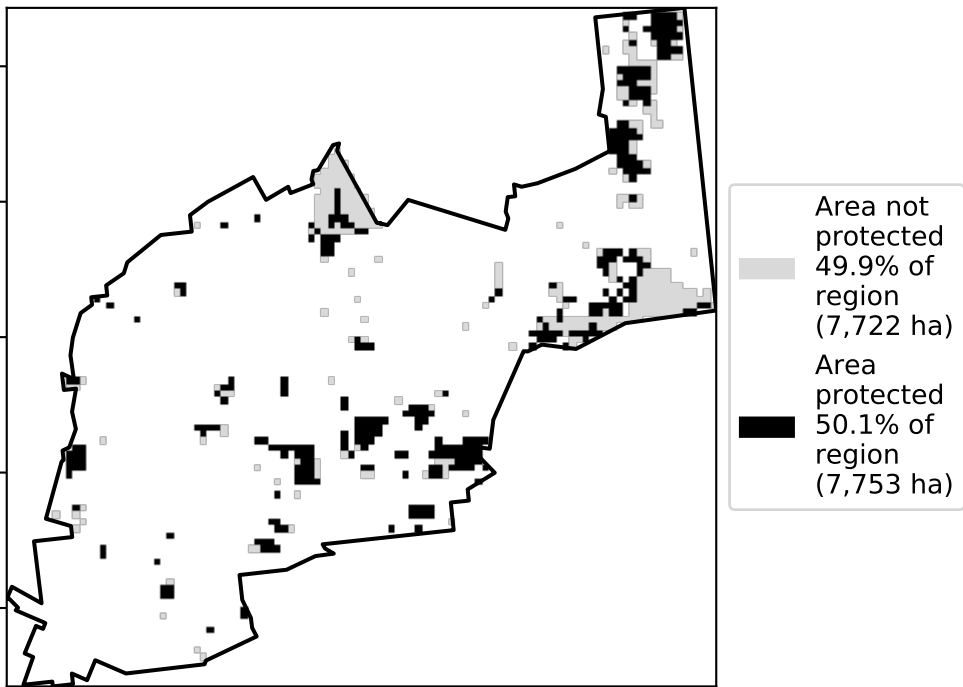 Area not
protected
49.9% of
region
(7,722 ha)
Area
protected
50.1% of
region
(7,753 ha)